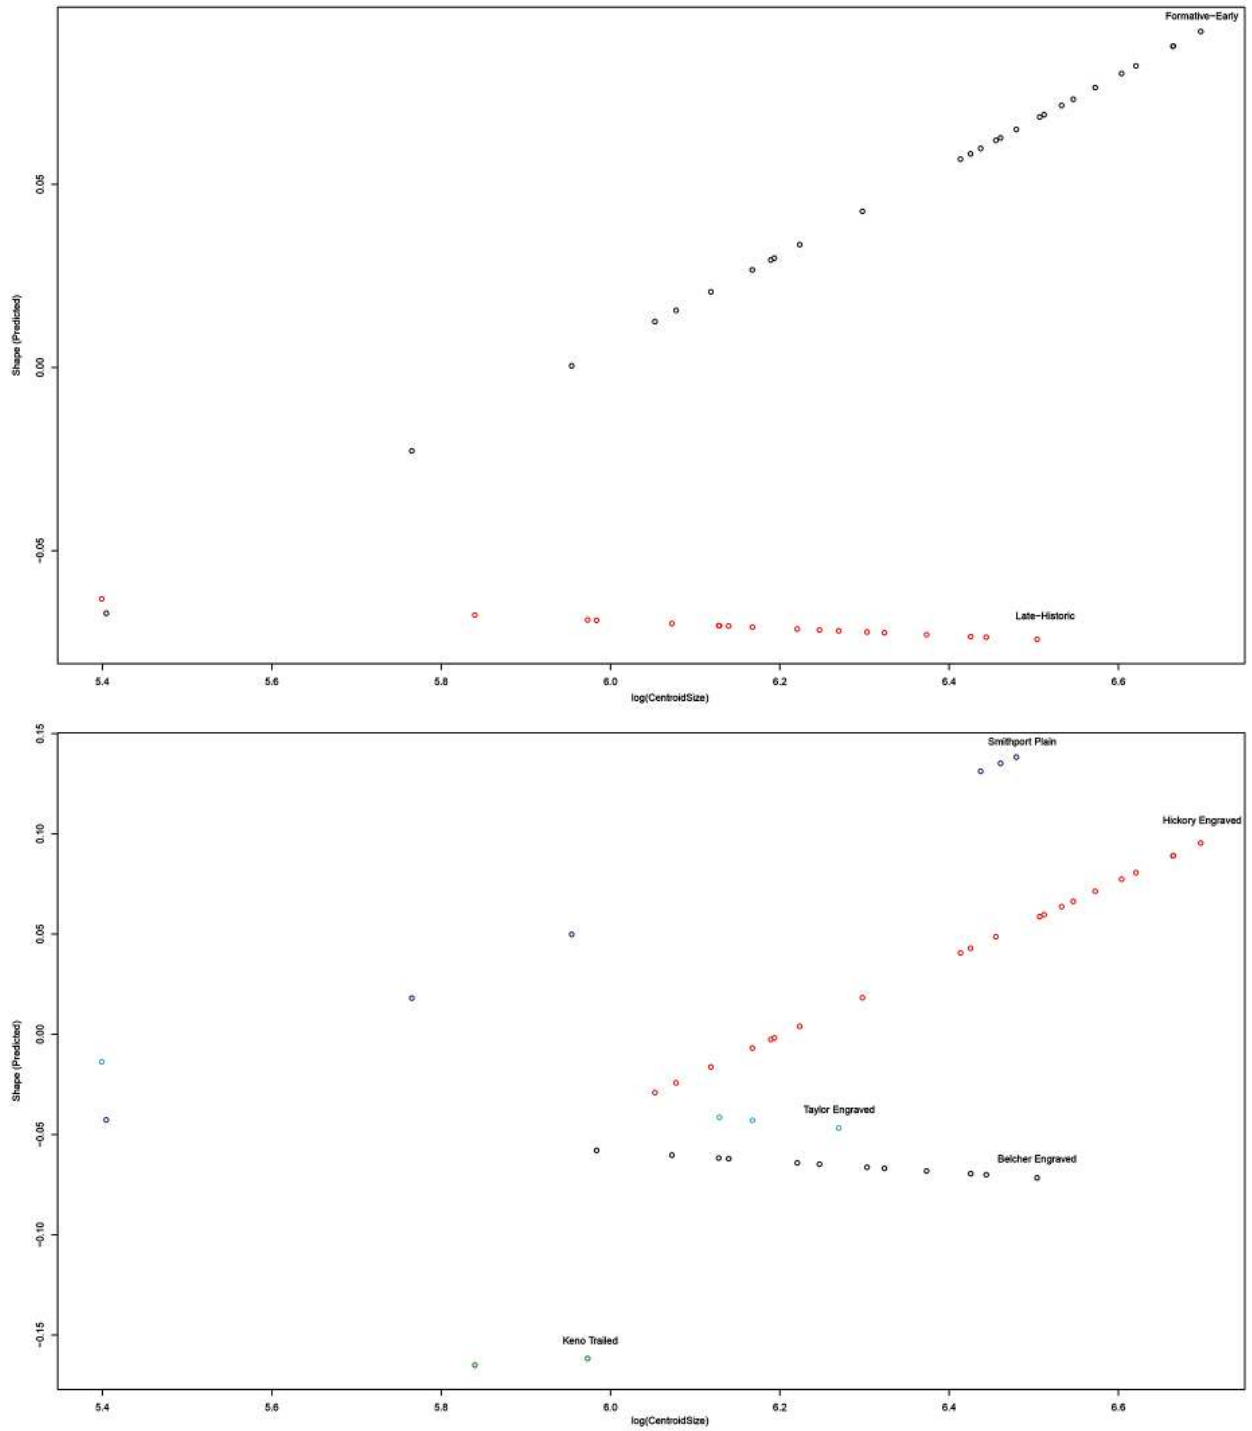 Formative−Early
0.05
0.00
−0.05
Shape (Predicted)
Late−Historic
5.4 5.6 5.8 6.0 6.2 6.4 6.6
log(CentroidSize)
0.15
Smithport Plain
0.10
Hickory Engraved
0.05
0.00
Shape (Predicted)
Taylor Engraved
−0.05
Belcher Engraved
−0.10
−0.15
Keno Trailed
5.4 5.6 5.8 6.0 6.2 6.4 6.6
log(CentroidSize)